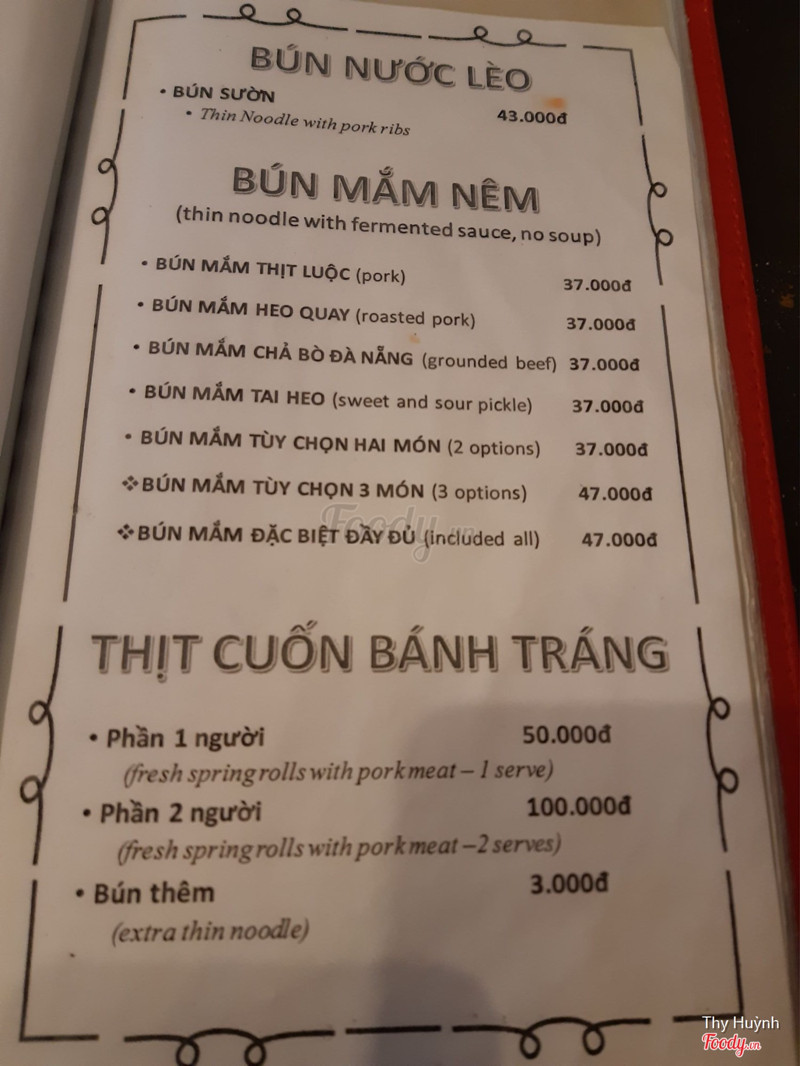 BÚN NƯỚC LÈO
• BÚN SƯỜN 43.000đ
• Thin Noodle with pork ribs
BÚN MẮM NÊM
(thin noodle with fermented sauce, no soup)
• BÚN MẮM THỊT LUỘC (pork) 37.000đ
• BÚN MẮM HEO QUAY (roasted pork) 37.000đ
• BÚN MẮM CHẢ BÒ ĐÀ NẴNG (grounded beef) 37.000đ
• BÚN MẮM TAI HEO (sweet and sour pickle) 37.000đ
• BÚN MẮM TÙY CHỌN HAI MÓN (2 options) 37.000đ
❖BÚN MẮM TÙY CHỌN 3 MÓN (3 options) 47.000đ
❖BÚN MẮM ĐẶC BIỆT ĐẦY ĐỦ (included all) 47.000đ
Foody.vn
THỊT CUỐN BÁNH TRÁNG
• Phần 1 người 50.000đ
(fresh spring rolls with pork meat – 1 serve)
• Phần 2 người 100.000đ
(fresh spring rolls with pork meat –2 serves)
• Bún thêm 3.000đ
(extra thin noodle)
Thy Huỳnh
Foody.vn